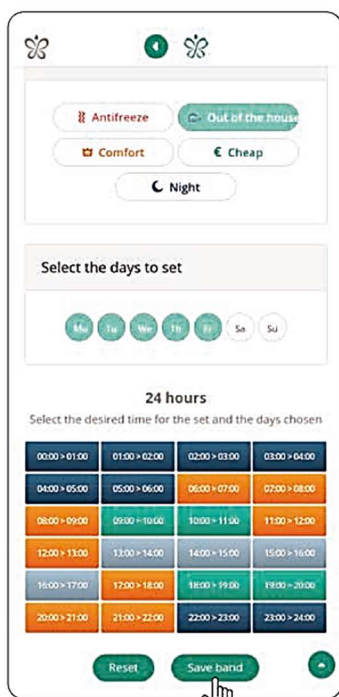 Antifreeze Out of the house
Comfort € Cheap
Night
Select the days to set
Mo Tu We Th Fr Sa Su
24 hours
Select the desired time for the set and the days chosen
00:00 > 01:00 01:00 > 02:00 02:00 > 03:00 03:00 > 04:00
04:00 > 05:00 05:00 > 06:00 06:00 > 07:00 07:00 > 08:00
08:00 > 09:00 09:00 > 10:00 10:00 > 11:00 11:00 > 12:00
12:00 > 13:00 13:00 > 14:00 14:00 > 15:00 15:00 > 16:00
16:00 > 17:00 17:00 > 18:00 18:00 > 19:00 19:00 > 20:00
20:00 > 21:00 21:00 > 22:00 22:00 > 23:00 23:00 > 24:00
Reset Save band